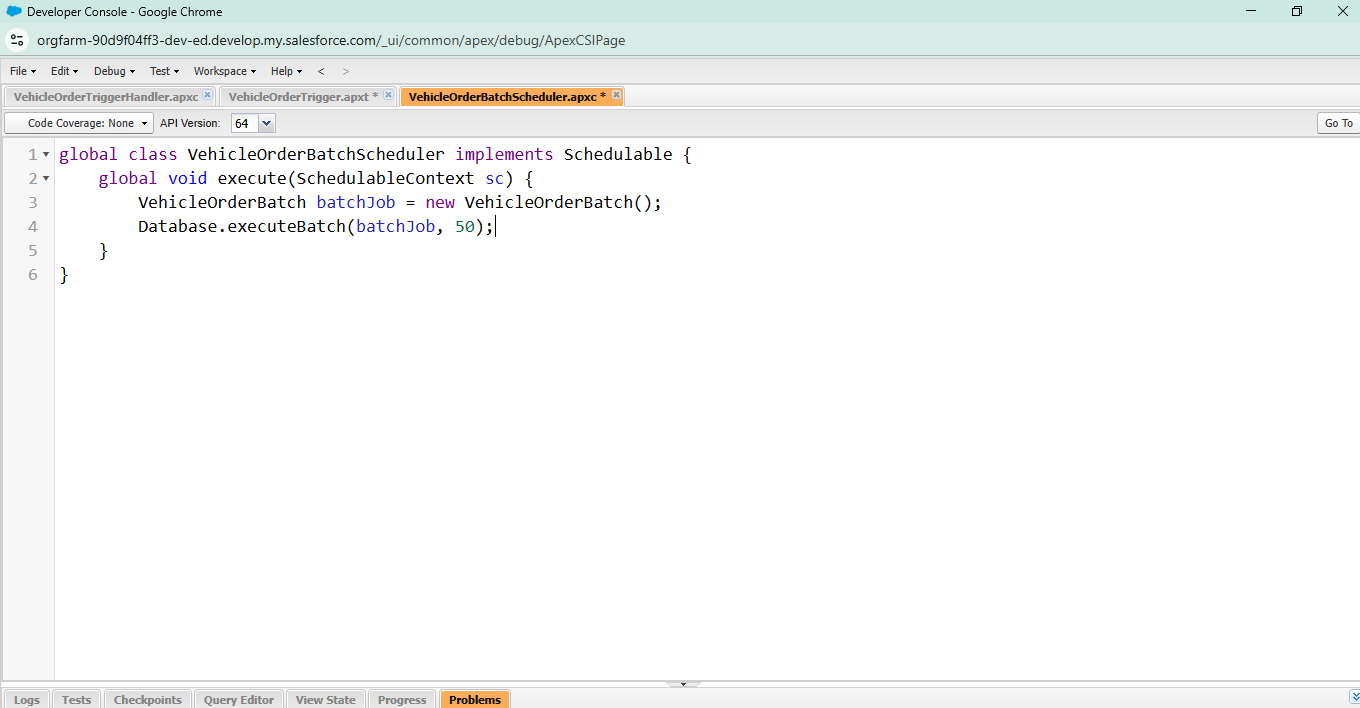 Developer Console - Google Chrome
orgfarm-90d9f04ff3-dev-ed.develop.my.salesforce.com/_ui/common/apex/debug/ApexCSIPage
File Edit Debug Test Workspace Help < >
VehicleOrderTriggerHandler.apxc VehicleOrderTrigger.apxt * VehicleOrderBatchScheduler.apxc *
Code Coverage: None API Version: 64 Go To
1 global class VehicleOrderBatchScheduler implements Schedulable {
2 global void execute(SchedulableContext sc) {
3 VehicleOrderBatch batchJob = new VehicleOrderBatch();
4 Database.executeBatch(batchJob, 50);
5 }
6 }
Logs Tests Checkpoints Query Editor View State Progress Problems